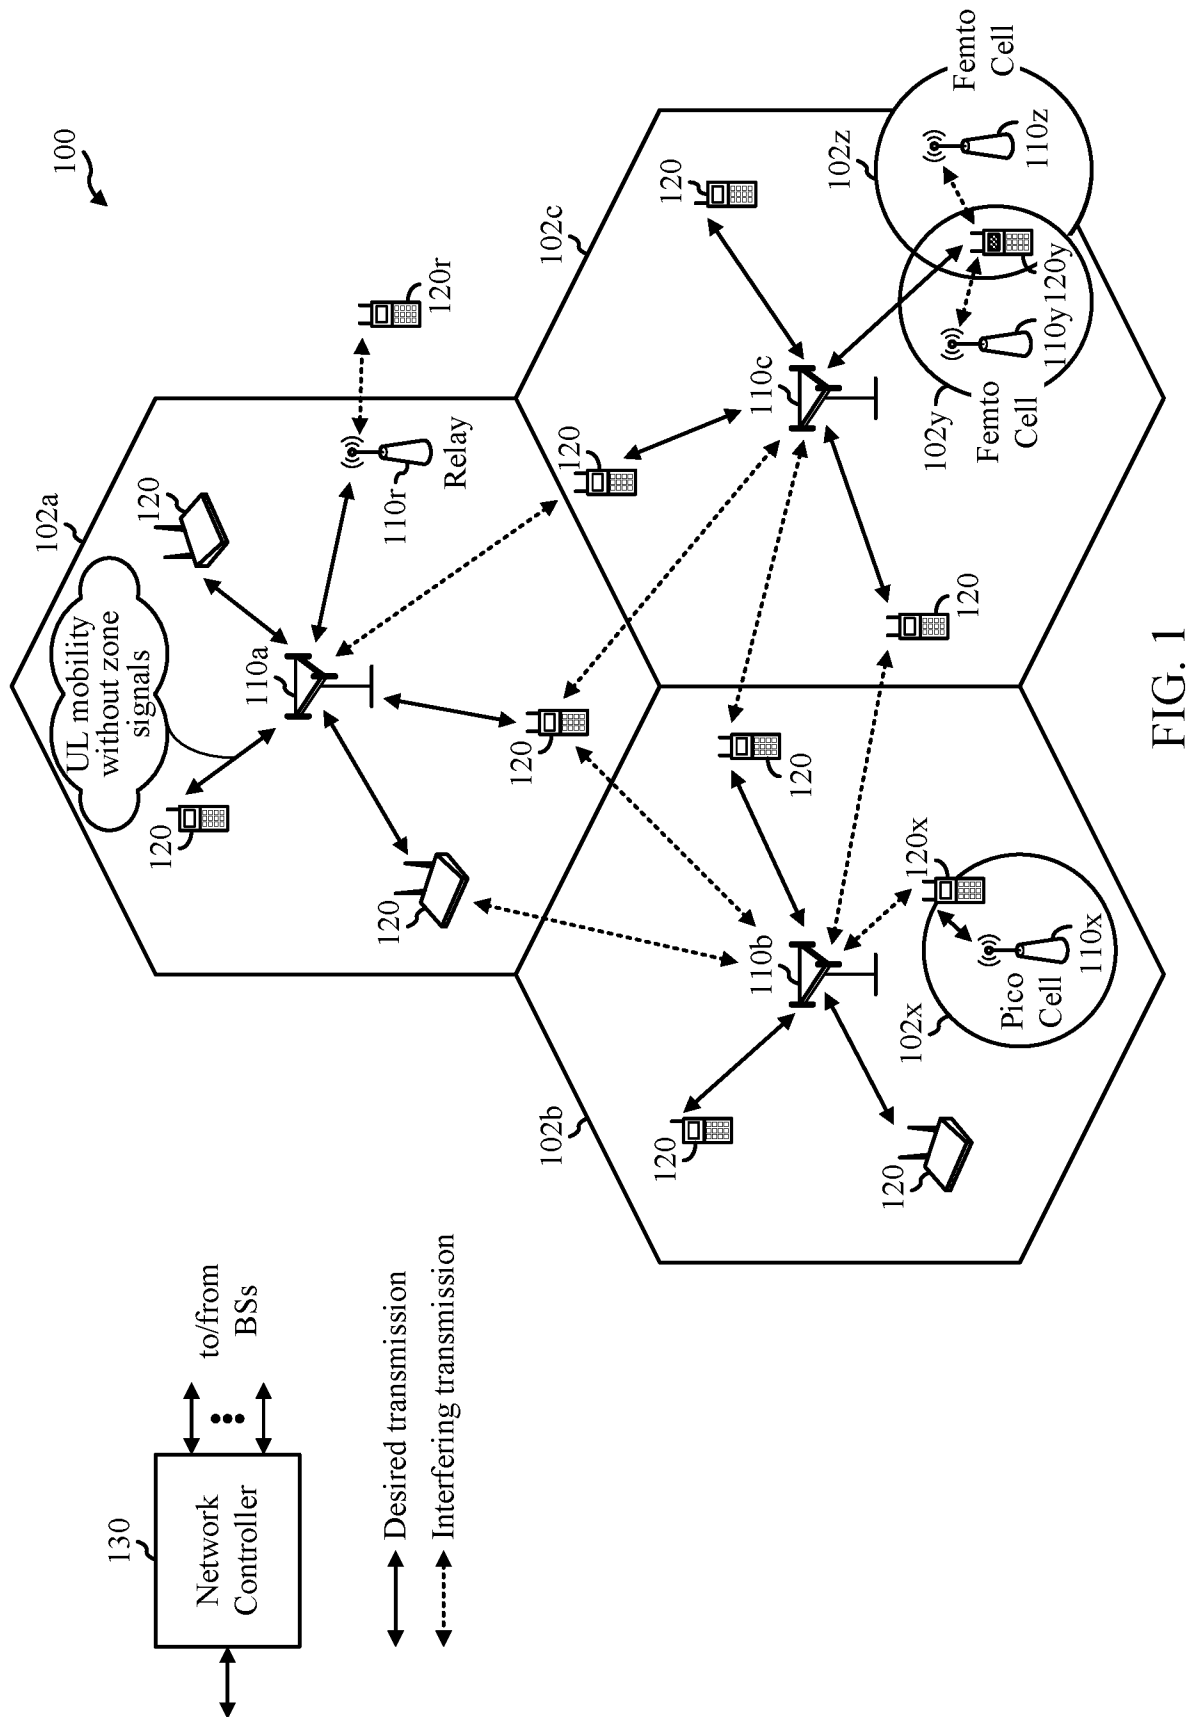 100
130
Network
Controller
to/from
BSs
Desired transmission
Interfering transmission
102a
UL mobility
without zone
signals
120
120
110a
120
110r
Relay
120r
120
102b
120
110b
120
120
120x
102x
Pico
Cell
110x
102c
120
120
110c
120
102y
Femto
Cell
110y
120y
102z
110z
Femto
Cell
FIG. 1